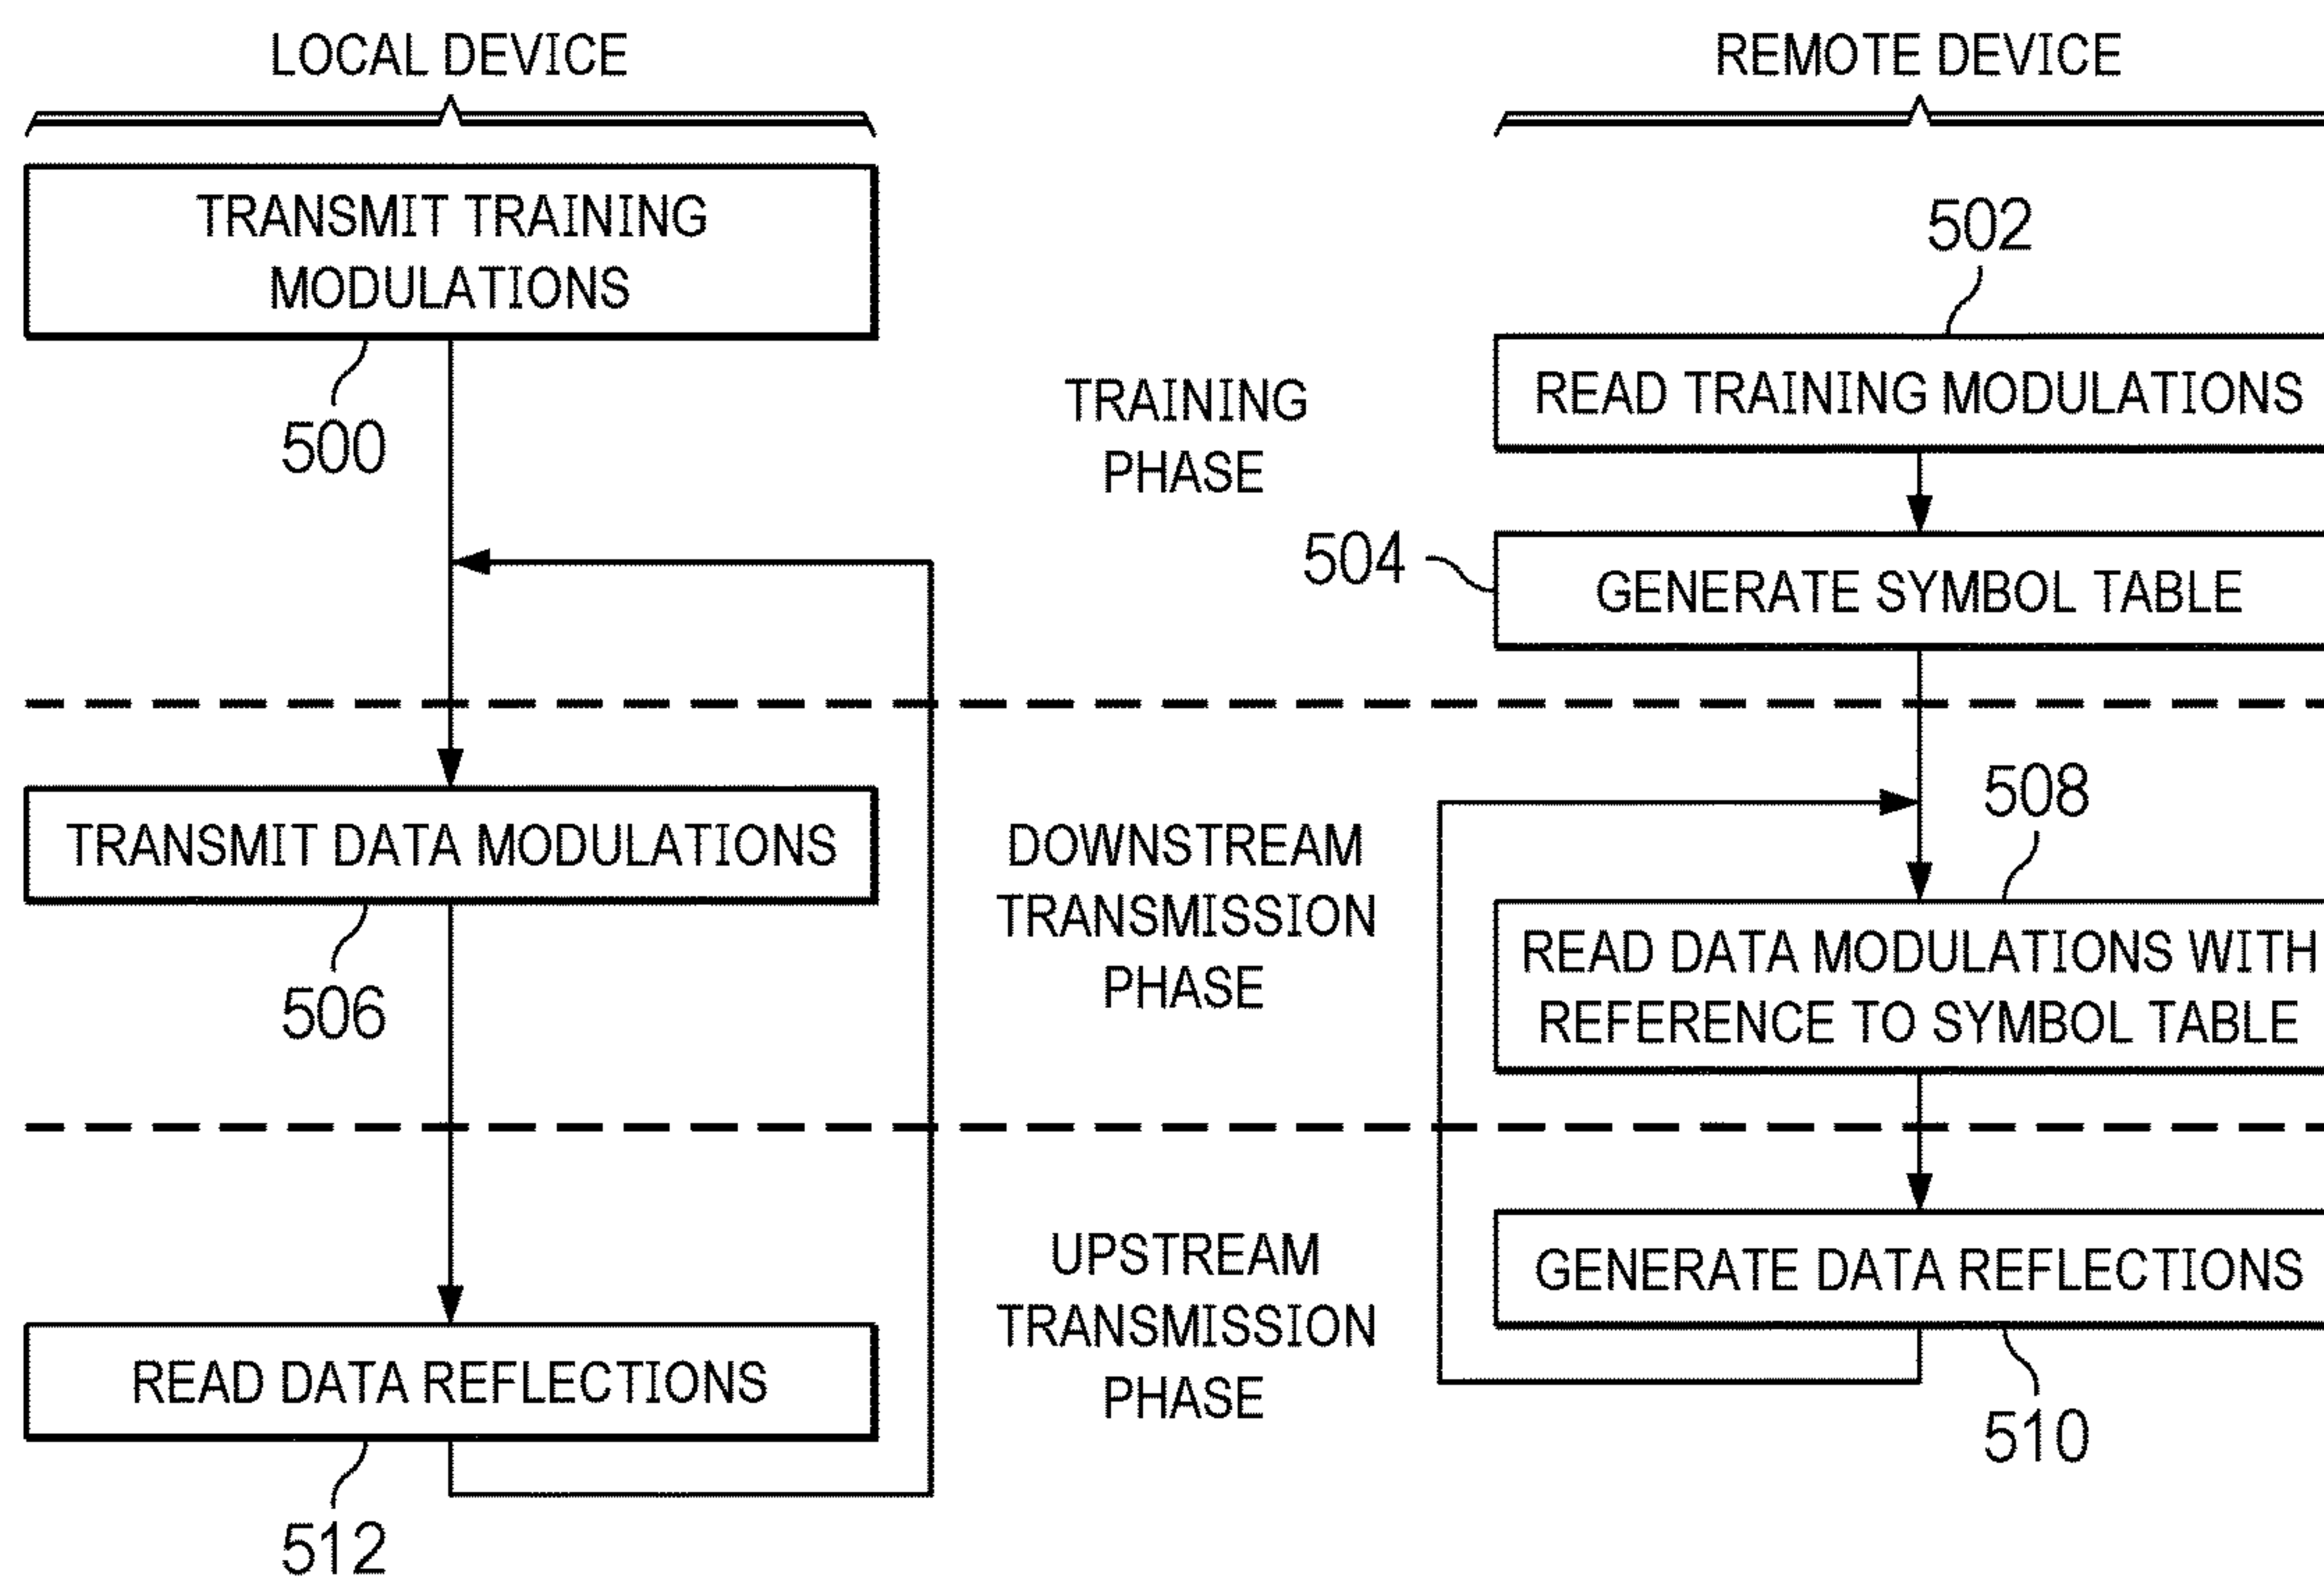 LOCAL DEVICE
REMOTE DEVICE
TRANSMIT TRAINING
MODULATIONS
500
502
TRAINING
PHASE
READ TRAINING MODULATIONS
504
GENERATE SYMBOL TABLE
TRANSMIT DATA MODULATIONS
506
DOWNSTREAM
TRANSMISSION
PHASE
508
READ DATA MODULATIONS WITH
REFERENCE TO SYMBOL TABLE
UPSTREAM
TRANSMISSION
PHASE
GENERATE DATA REFLECTIONS
510
READ DATA REFLECTIONS
512